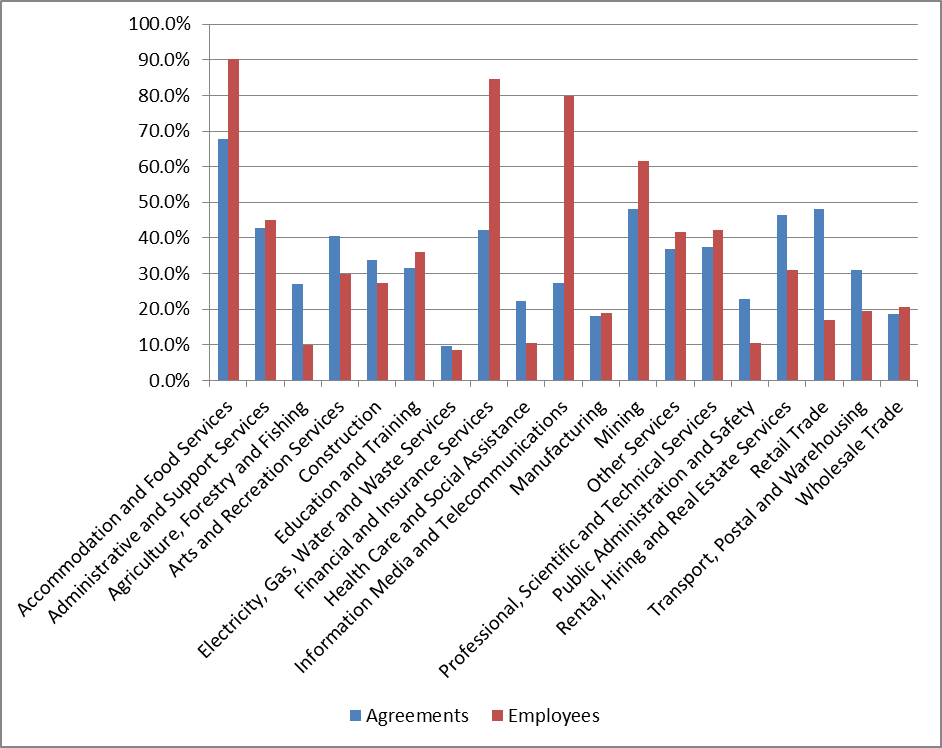 100.0%
90.0%
80.0%
70.0%
60.0%
50.0%
40.0%
30.0%
20.0%
10.0%
0.0%
Accommodation and Food Services
Administrative and Support Services
Agriculture, Forestry and Fishing
Arts and Recreation Services
Construction
Education and Training
Electricity, Gas, Water and Waste Services
Financial and Insurance Services
Health Care and Social Assistance
Information Media and Telecommunications
Manufacturing
Mining
Other Services
Professional, Scientific and Technical Services
Public Administration and Safety
Rental, Hiring and Real Estate Services
Retail Trade
Transport, Postal and Warehousing
Wholesale Trade
Agreements
Employees